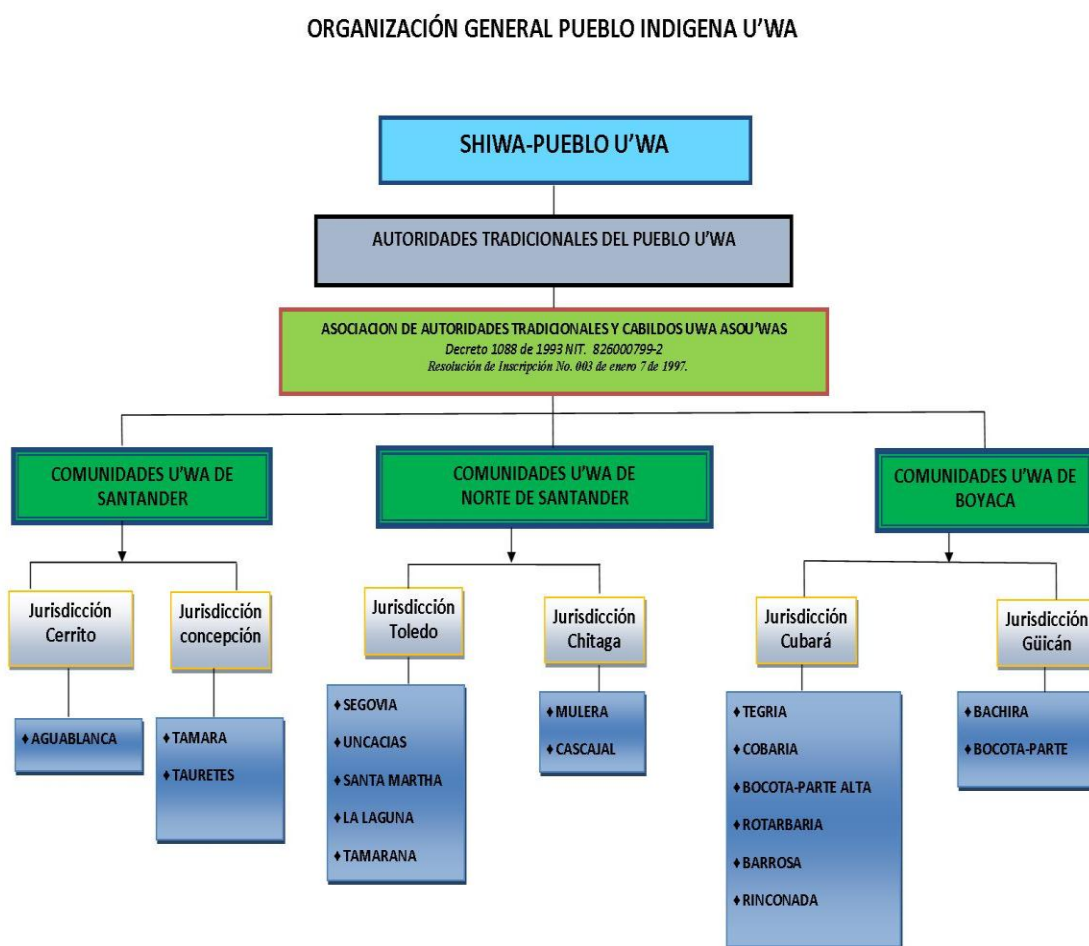 ORGANIZACIÓN GENERAL PUEBLO INDIGENA U'WA
SHIWA-PUEBLO U'WA
AUTORIDADES TRADICIONALES DEL PUEBLO U'WA
ASOCIACION DE AUTORIDADES TRADICIONALES Y CABILDOS UWA ASOU'WAS
Decreto 1088 de 1993 NIT. 826000799-2
Resolución de Inscripción No. 003 de enero 7 de 1997.
COMUNIDADES U'WA DE
SANTANDER
COMUNIDADES U'WA DE
NORTE DE SANTANDER
COMUNIDADES U'WA DE
BOYACA
Jurisdicción
Cerrito
Jurisdicción
concepción
Jurisdicción
Toledo
Jurisdicción
Chitaga
Jurisdicción
Cubará
Jurisdicción
Güicán
♦ AGUABLANCA
♦ TAMARA
♦ TAURETES
♦ SEGOVIA
♦ UNCACIAS
♦ SANTA MARTHA
♦ LA LAGUNA
♦ TAMARANA
♦ MULERA
♦ CASCAJAL
♦ TEGRIA
♦ COBARIA
♦ BOCOTA-PARTE ALTA
♦ ROTARBARIA
♦ BARROSA
♦ RINCONADA
♦ BACHIRA
♦ BOCOTA-PARTE